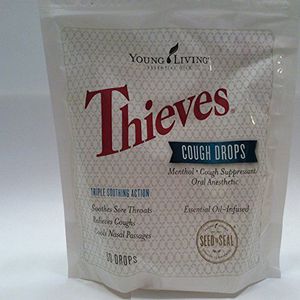 YOUNG LIVING
ESSENTIAL OILS
Thieves
COUGH DROPS
Menthol • Cough Suppressant
Oral Anesthetic
TRIPLE SOOTHING ACTION
Soothes Sore Throats
Relieves Coughs
Cools Nasal Passages
Essential Oil-Infused
SEED TO SEAL
30 DROPS